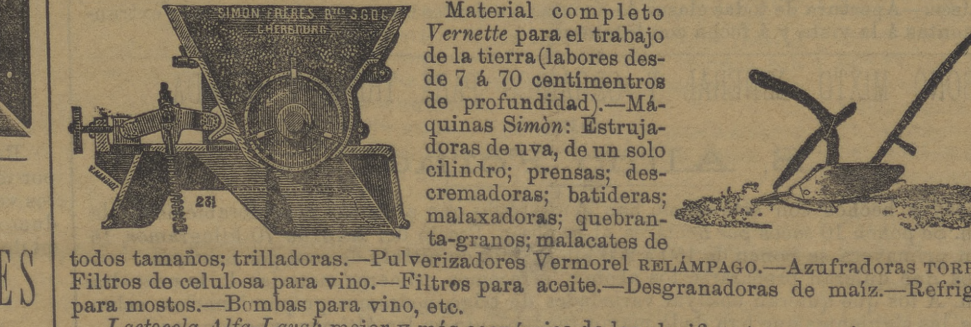 SIMON FRÈRES Bté S.G.D.G.
CHERBOURG
231
Material completo
Vernette para el trabajo
de la tierra (labores des-
de 7 á 70 centímentros
de profundidad).—Má-
quinas Simòn: Estruja-
doras de uva, de un solo
cilindro; prensas; des-
cremadoras; batideras;
malaxadoras; quebran-
ta-granos; malacates de
todos tamaños; trilladoras.—Pulverizadores Vermorel RELÁMPAGO.—Azufradoras
Filtros de celulosa para vino.—Filtros para aceite.—Desgranadoras de maíz.—
para mostos.—Bombas para vino, etc.
ES